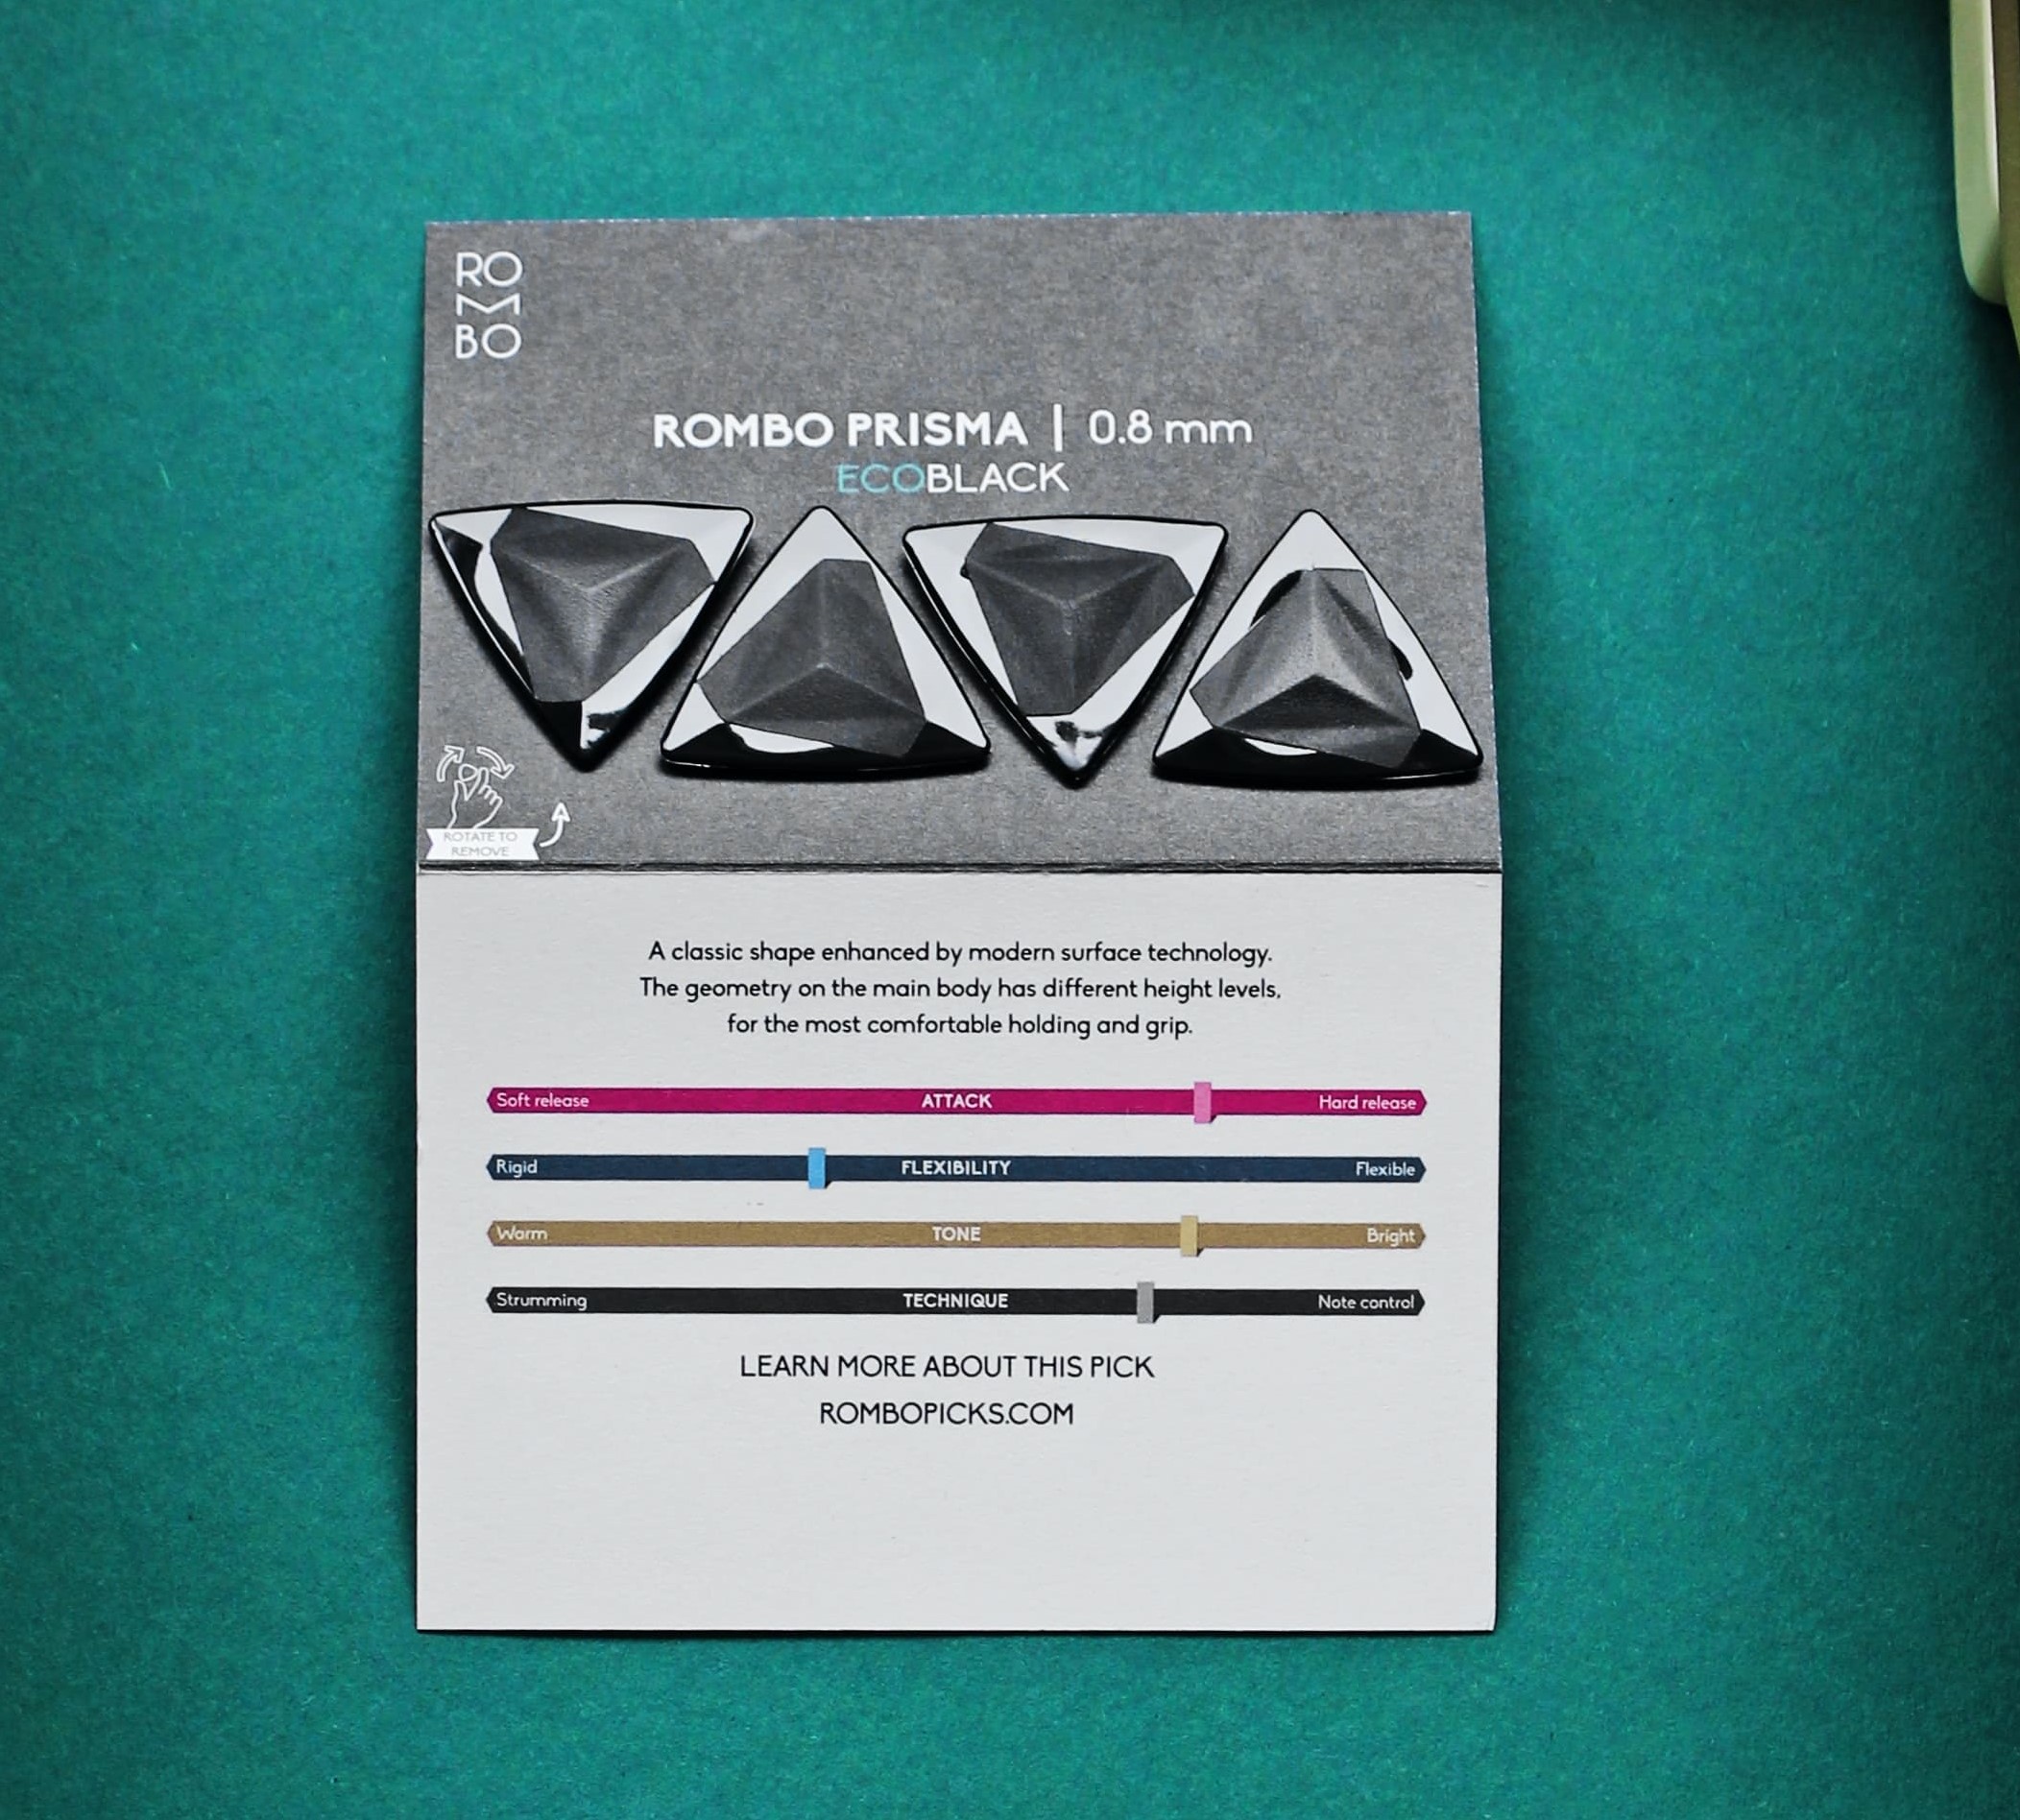 RO
M
BO
ROMBO PRISMA | 0.8 mm
ECOBLACK
ROTATE TO
REMOVE
A classic shape enhanced by modern surface technology.
The geometry on the main body has different height levels,
for the most comfortable holding and grip.
Soft release ATTACK Hard release
Rigid FLEXIBILITY Flexible
Warm TONE Bright
Strumming TECHNIQUE Note control
LEARN MORE ABOUT THIS PICK
ROMBOPICKS.COM